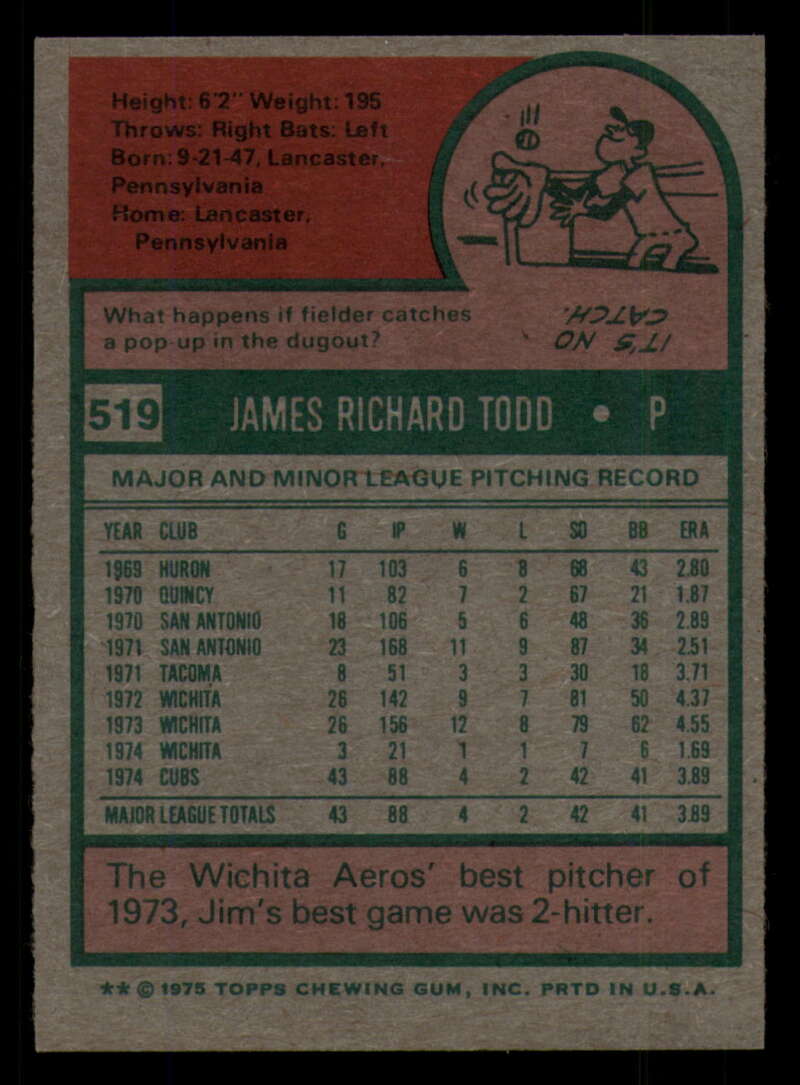 Height: 6'2" Weight: 195
Throws: Right Bats: Left
Born: 9-21-47, Lancaster,
Pennsylvania
Home: Lancaster,
Pennsylvania
What happens if fielder catches
a pop-up in the dugout?
IT'S NO
CATCH.
519 JAMES RICHARD TODD • P
MAJOR AND MINOR LEAGUE PITCHING RECORD
YEAR CLUB G IP W L SO BB ERA
1969 HURON 17 103 6 8 68 43 2.80
1970 QUINCY 11 82 7 2 67 21 1.87
1970 SAN ANTONIO 18 106 5 6 48 36 2.89
1971 SAN ANTONIO 23 168 11 9 87 34 2.51
1971 TACOMA 8 51 3 3 30 18 3.71
1972 WICHITA 26 142 9 7 81 50 4.37
1973 WICHITA 26 156 12 8 79 62 4.55
1974 WICHITA 3 21 1 1 7 6 1.69
1974 CUBS 43 88 4 2 42 41 3.89
MAJOR LEAGUE TOTALS 43 88 4 2 42 41 3.89
The Wichita Aeros' best pitcher of
1973, Jim's best game was 2-hitter.
** © 1975 TOPPS CHEWING GUM, INC. PRTD IN U.S.A.